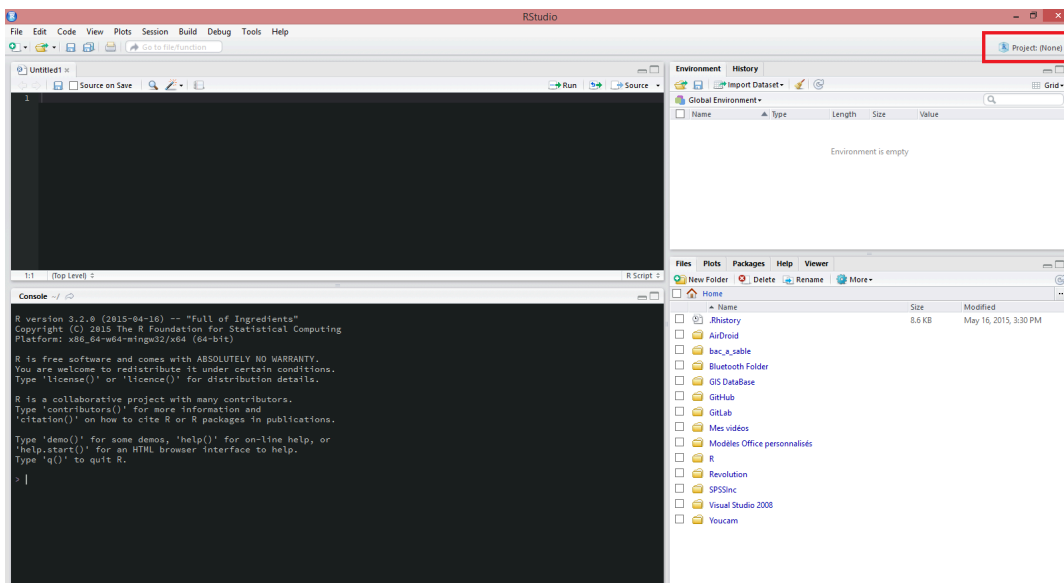 RStudio
File Edit Code View Plots Session Build Debug Tools Help
Go to file/function
Project: (None)
Untitled1
Source on Save
Run
Source
1
1:1 (Top Level)
R Script
Console ~/
R version 3.2.0 (2015-04-16) -- "Full of Ingredients"
Copyright (C) 2015 The R Foundation for Statistical Computing
Platform: x86_64-w64-mingw32/x64 (64-bit)
R is free software and comes with ABSOLUTELY NO WARRANTY.
You are welcome to redistribute it under certain conditions.
Type 'license()' or 'licence()' for distribution details.
R is a collaborative project with many contributors.
Type 'contributors()' for more information and
'citation()' on how to cite R or R packages in publications.
Type 'demo()' for some demos, 'help()' for on-line help, or
'help.start()' for an HTML browser interface to help.
Type 'q()' to quit R.
>
Environment History
Import Dataset
Grid
Global Environment
Name Type Length Size Value
Environment is empty
Files Plots Packages Help Viewer
New Folder Delete Rename More
Home
Name Size Modified
.Rhistory 8.6 KB May 16, 2015, 3:30 PM
AirDroid
bac_a_sable
Bluetooth Folder
GIS DataBase
GitHub
GitLab
Mes vidéos
Modèles Office personnalisés
R
Revolution
SPSSInc
Visual Studio 2008
Youcam